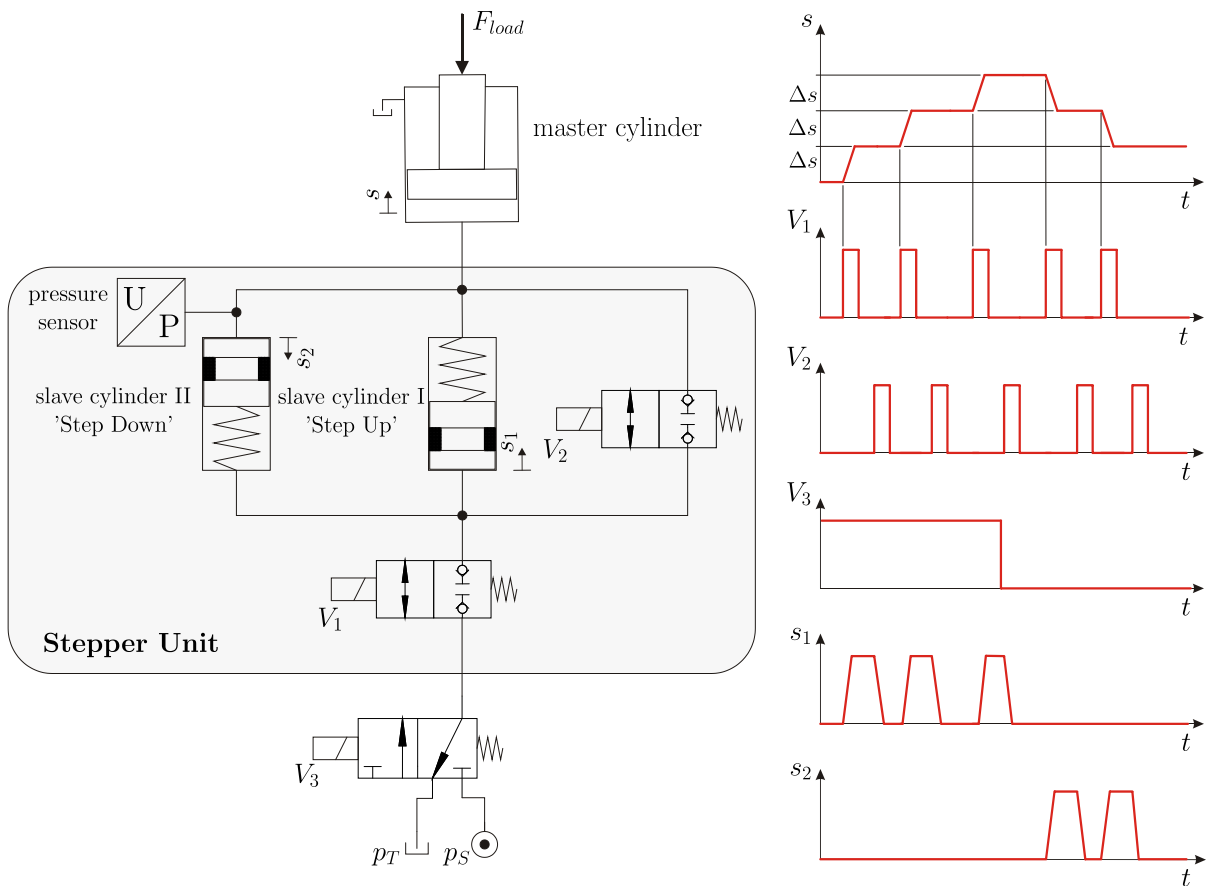 F_load
master cylinder
s
pressure
sensor
U
P
s_2
slave cylinder II
'Step Down'
slave cylinder I
'Step Up'
s_1
V_2
V_1
Stepper Unit
V_3
p_T
p_S
s
Δs
Δs
Δs
t
V_1
t
V_2
t
V_3
t
s_1
t
s_2
t